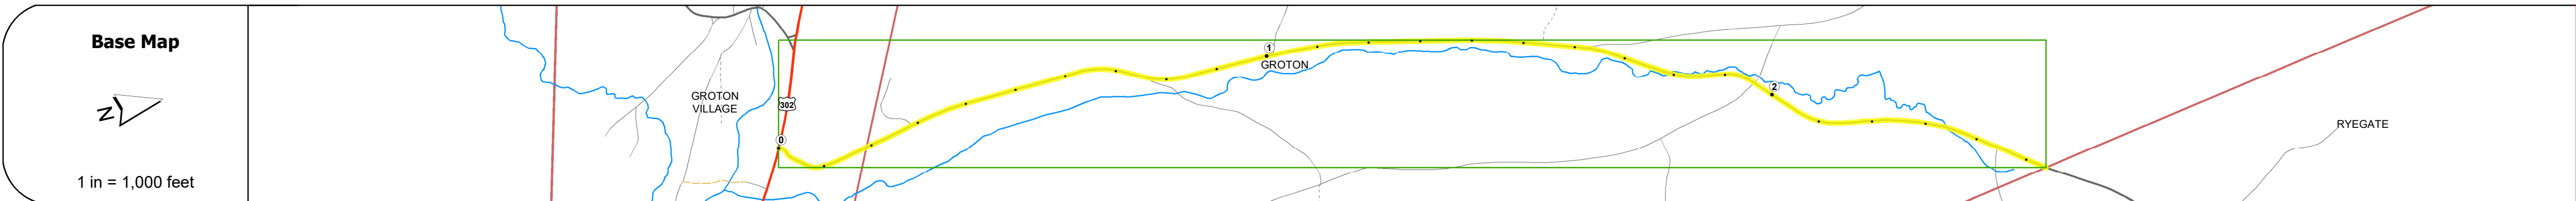 Base Map
N
1 in = 1,000 feet
GROTON
VILLAGE
302
0
1
GROTON
2
RYEGATE